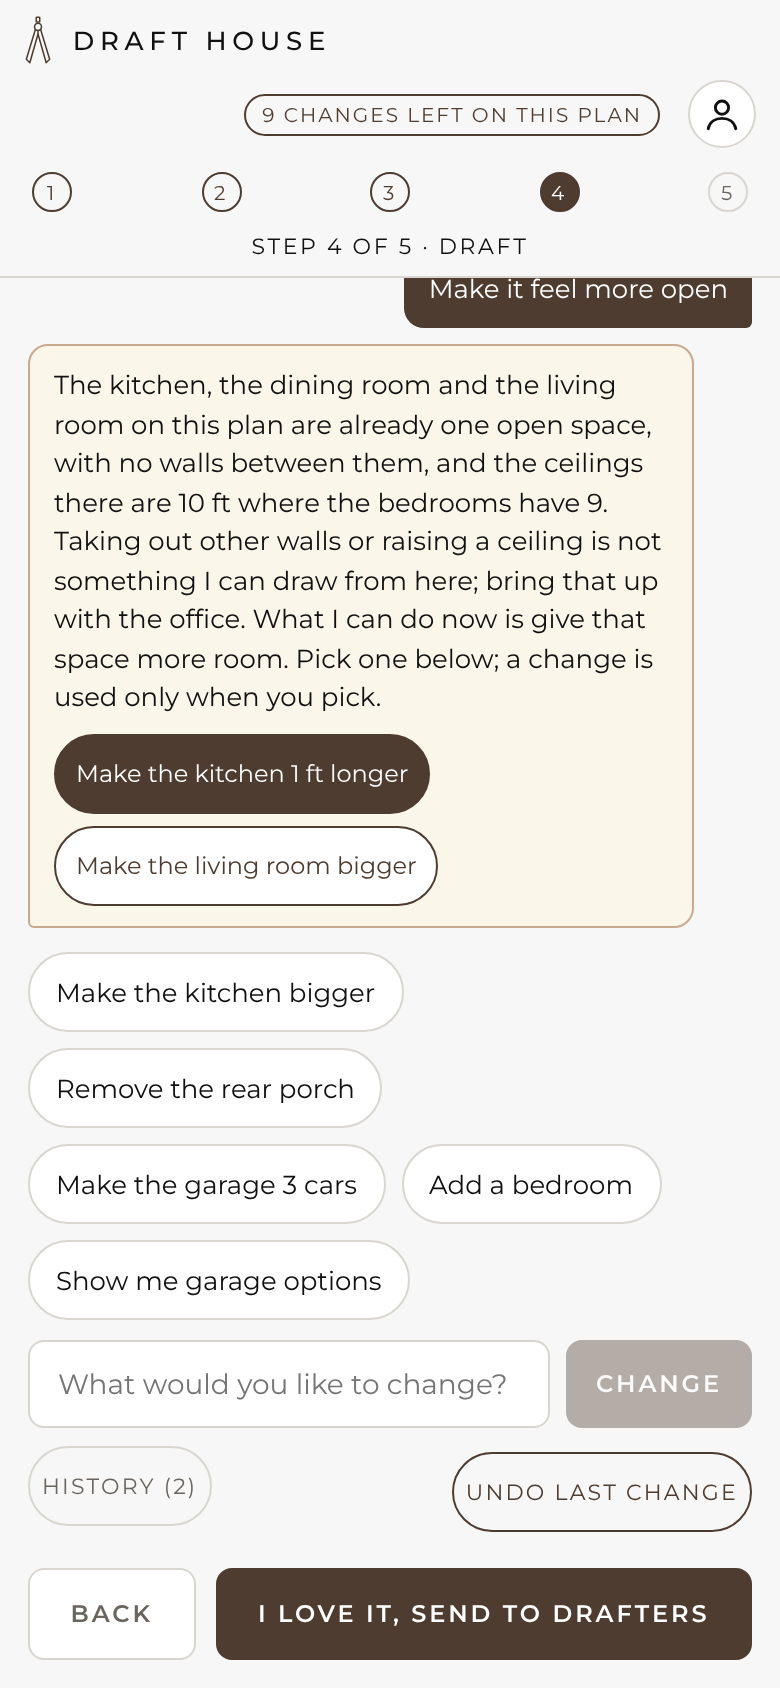 DRAFT HOUSE
9 CHANGES LEFT ON THIS PLAN
1 2 3 4 5
STEP 4 OF 5 · DRAFT
Make it feel more open
The kitchen, the dining room and the living
room on this plan are already one open space,
with no walls between them, and the ceilings
there are 10 ft where the bedrooms have 9.
Taking out other walls or raising a ceiling is not
something I can draw from here; bring that up
with the office. What I can do now is give that
space more room. Pick one below; a change is
used only when you pick.
Make the kitchen 1 ft longer
Make the living room bigger
Make the kitchen bigger
Remove the rear porch
Make the garage 3 cars
Add a bedroom
Show me garage options
What would you like to change?
CHANGE
HISTORY (2)
UNDO LAST CHANGE
BACK
I LOVE IT, SEND TO DRAFTERS